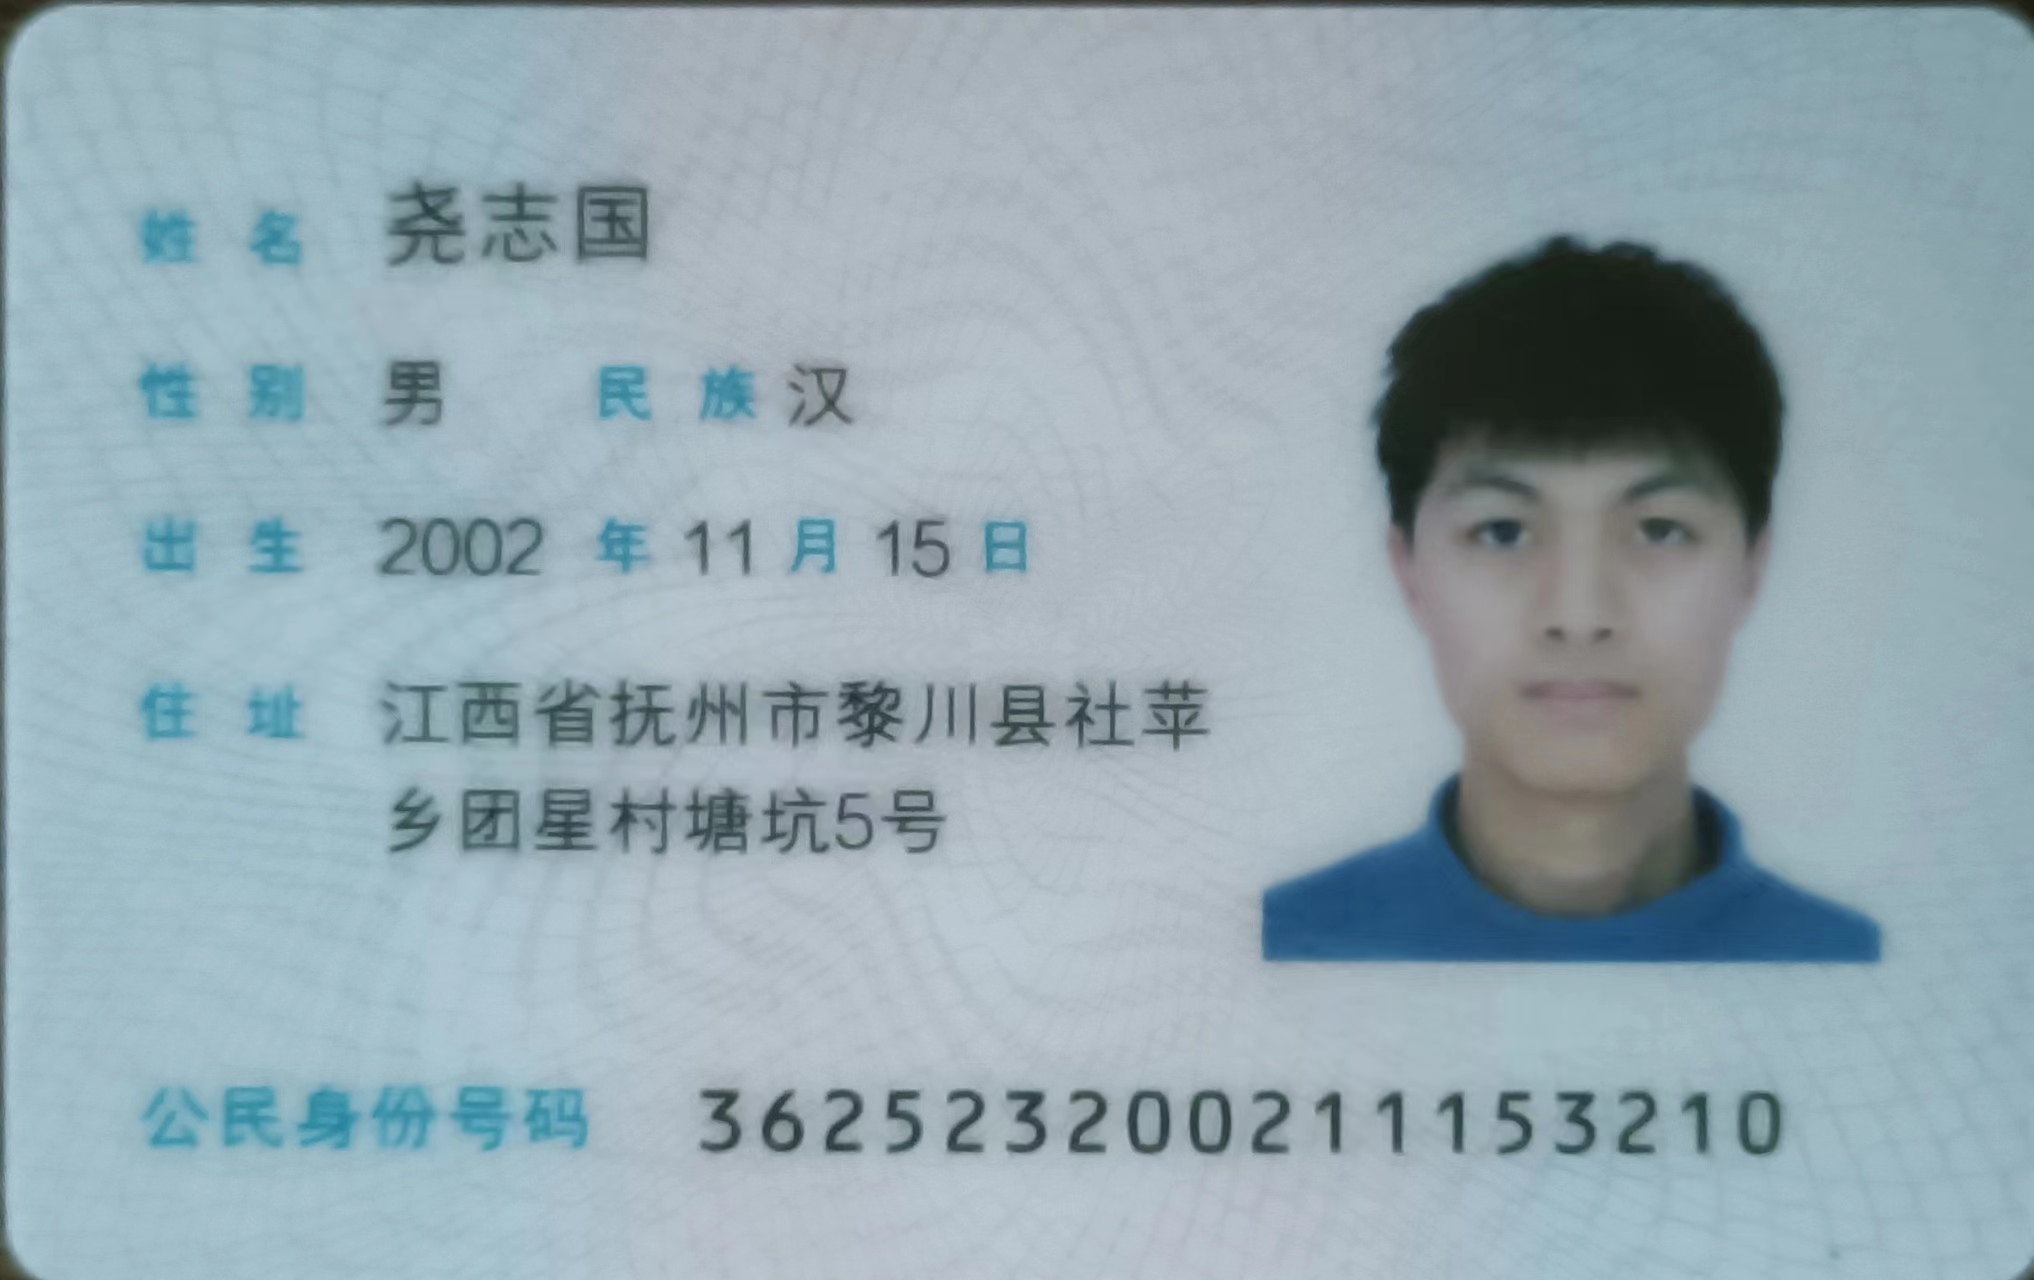 姓名 尧志国
性别 男 民族 汉
出生 2002 年 11 月 15 日
住址 江西省抚州市黎川县社苹
乡团星村塘坑5号
公民身份号码 362523200211153210